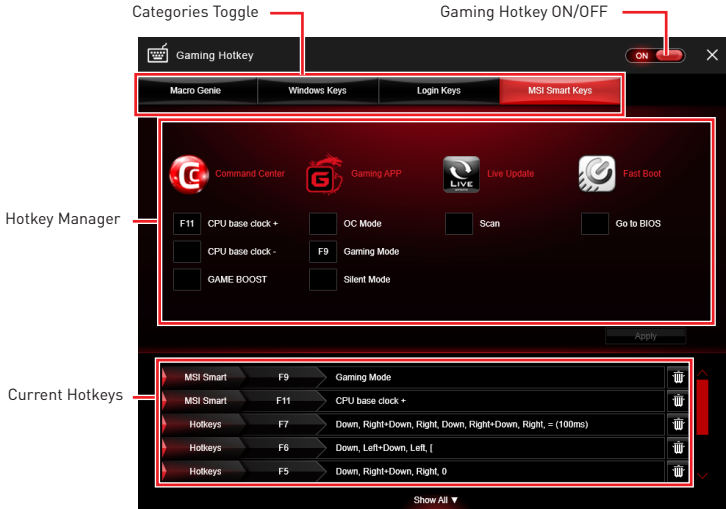 Categories Toggle
Gaming Hotkey ON/OFF
Gaming Hotkey
ON
Macro Genie
Windows Keys
Login Keys
MSI Smart Keys
Hotkey Manager
Command Center
Gaming APP
LIVE
UPDATE
Live Update
Fast Boot
F11 CPU base clock +
OC Mode
Scan
Go to BIOS
CPU base clock -
F9 Gaming Mode
GAME BOOST
Silent Mode
Apply
Current Hotkeys
MSI Smart F9 Gaming Mode
MSI Smart F11 CPU base clock +
Hotkeys F7 Down, Right+Down, Right, Down, Right+Down, Right, = (100ms)
Hotkeys F6 Down, Left+Down, Left, [
Hotkeys F5 Down, Right+Down, Right, 0
Show All ▼